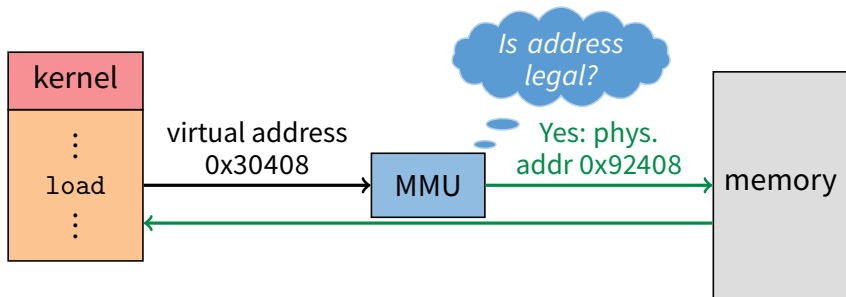 Is address
legal?
kernel
⋮
load
⋮
virtual address
0x30408
MMU
Yes: phys.
addr 0x92408
memory